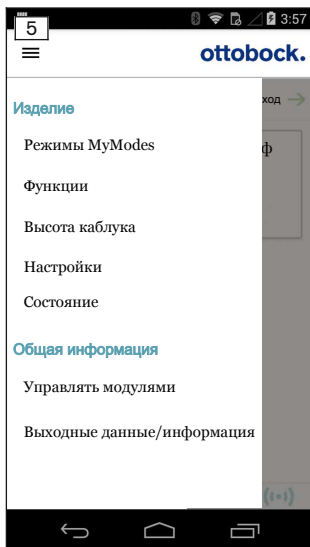 5
3:57
ottobock.
ход
Изделие
ф
Режимы MyModes
Функции
Высота каблука
Настройки
Состояние
Общая информация
Управлять модулями
Выходные данные/информация